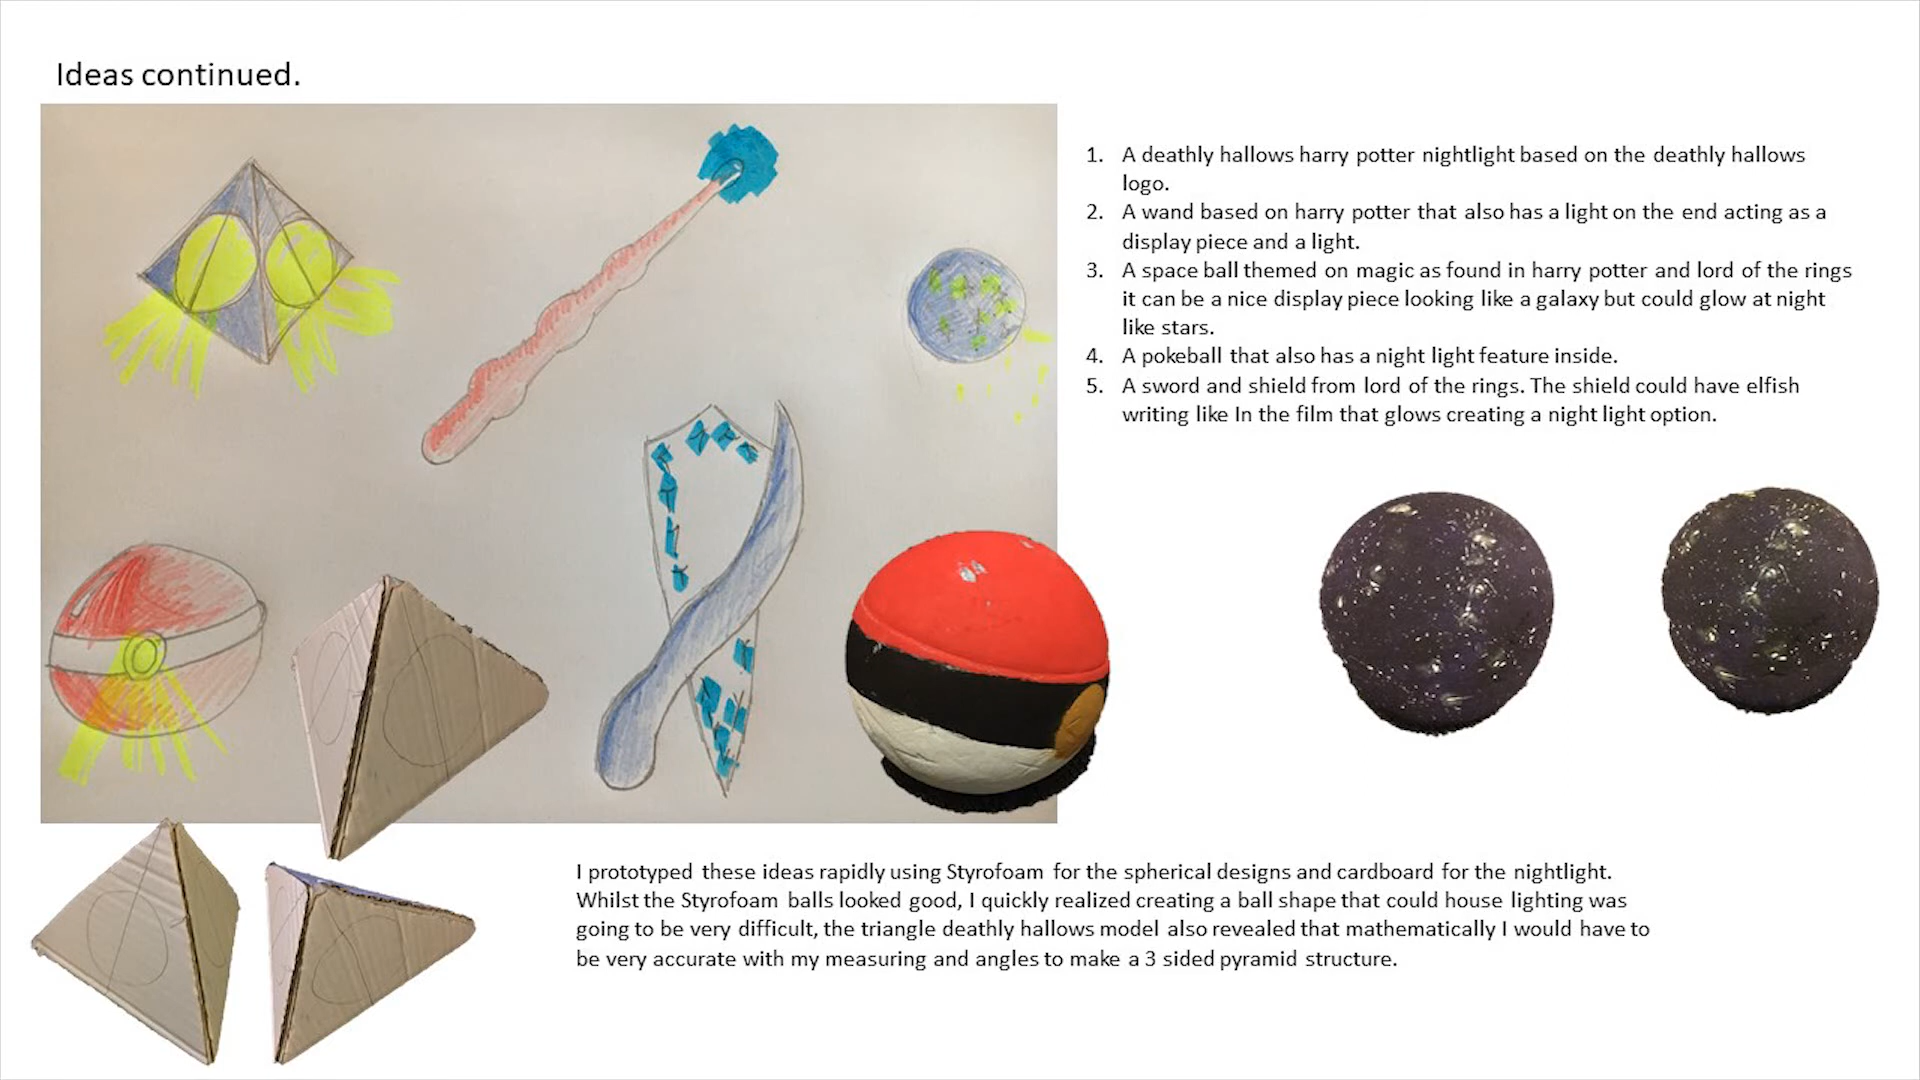 Ideas continued.
1. A deathly hallows harry potter nightlight based on the deathly hallows
logo.
2. A wand based on harry potter that also has a light on the end acting as a
display piece and a light.
3. A space ball themed on magic as found in harry potter and lord of the rings
it can be a nice display piece looking like a galaxy but could glow at night
like stars.
4. A pokeball that also has a night light feature inside.
5. A sword and shield from lord of the rings. The shield could have elfish
writing like In the film that glows creating a night light option.
I prototyped these ideas rapidly using Styrofoam for the spherical designs and cardboard for the nightlight.
Whilst the Styrofoam balls looked good, I quickly realized creating a ball shape that could house lighting was
going to be very difficult, the triangle deathly hallows model also revealed that mathematically I would have to
be very accurate with my measuring and angles to make a 3 sided pyramid structure.